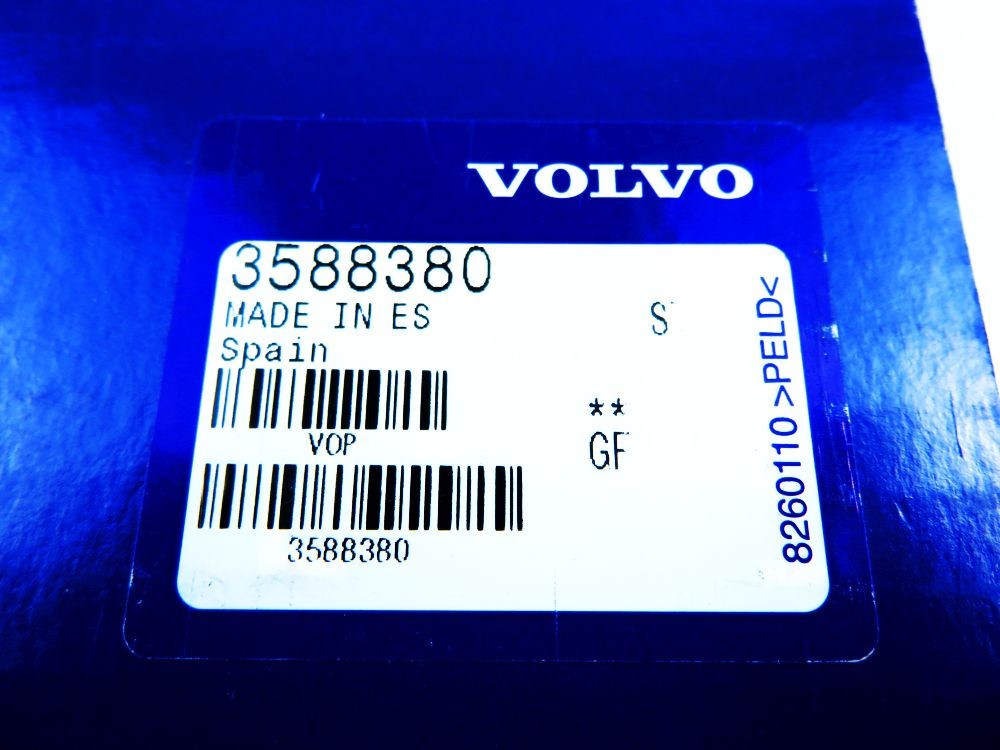 VOLVO
3588380
MADE IN ES
S
Spain
VOP
**
GF
3588380
8260110 >PELD<